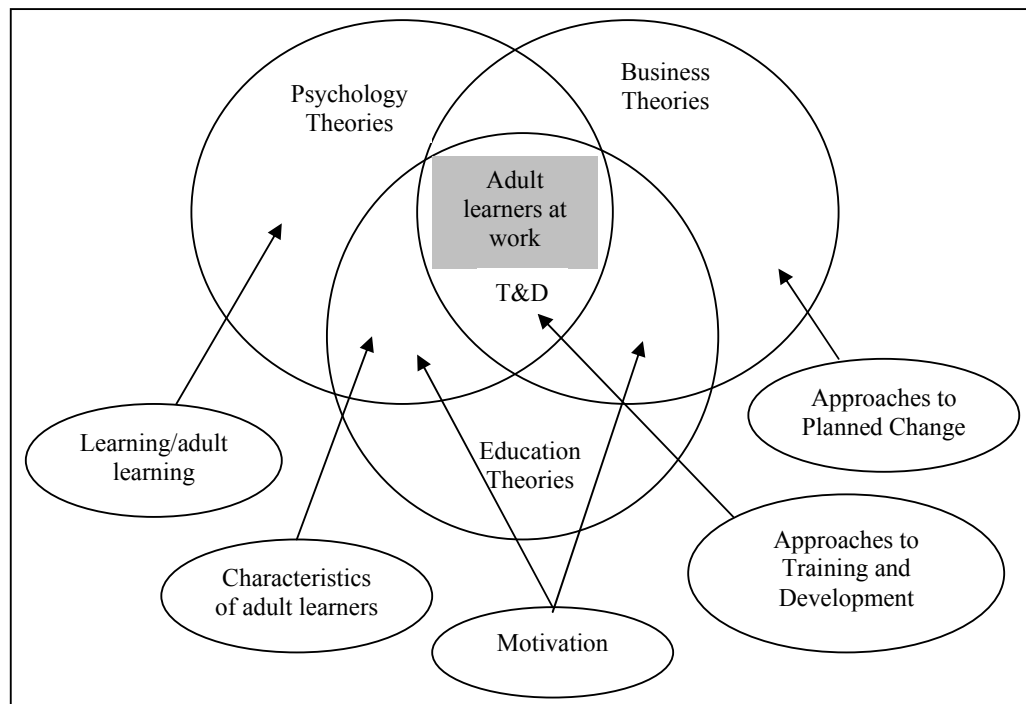 Psychology
Theories
Business
Theories
Adult
learners at
work
T&D
Education
Theories
Learning/adult
learning
Characteristics
of adult learners
Motivation
Approaches to
Planned Change
Approaches to
Training and
Development